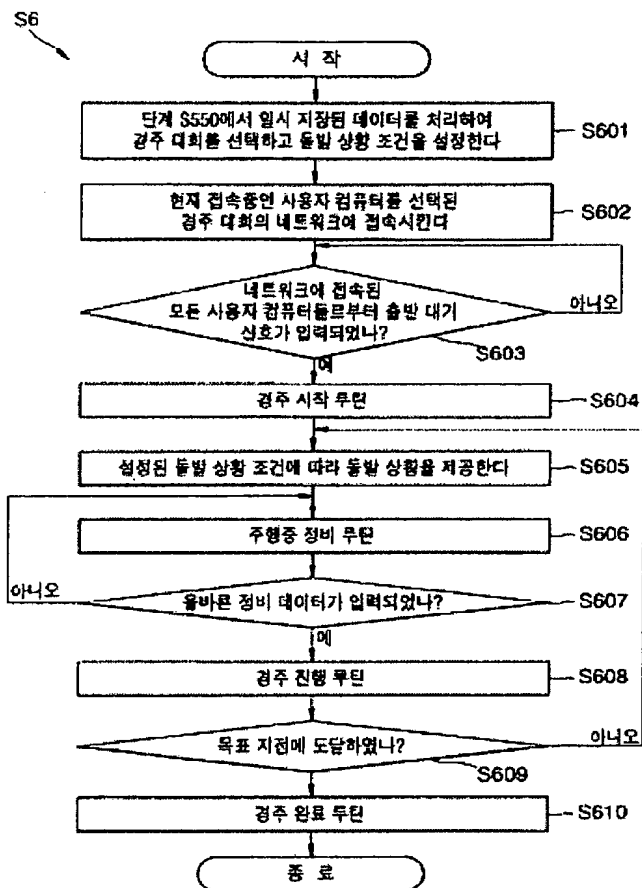 S6
시 작
단계 S550에서 일시 저장된 데이터를 처리하여
경주 대회를 선택하고 돌발 상황 조건을 설정한다
S601
현재 접속중인 사용자 컴퓨터를 선택된
경주 대회의 네트워크에 접속시킨다
S602
네트워크에 접속된
모든 사용자 컴퓨터들로부터 출발 대기
신호가 입력되었나?
아니오
S603
예
경주 시작 루틴
S604
설정된 돌발 상황 조건에 따라 돌발 상황을 제공한다
S605
주행중 정비 루틴
S606
아니오
올바른 정비 데이터가 입력되었나?
S607
예
경주 진행 루틴
S608
목표 지점에 도달하였나?
아니오
S609
경주 완료 루틴
S610
종 료